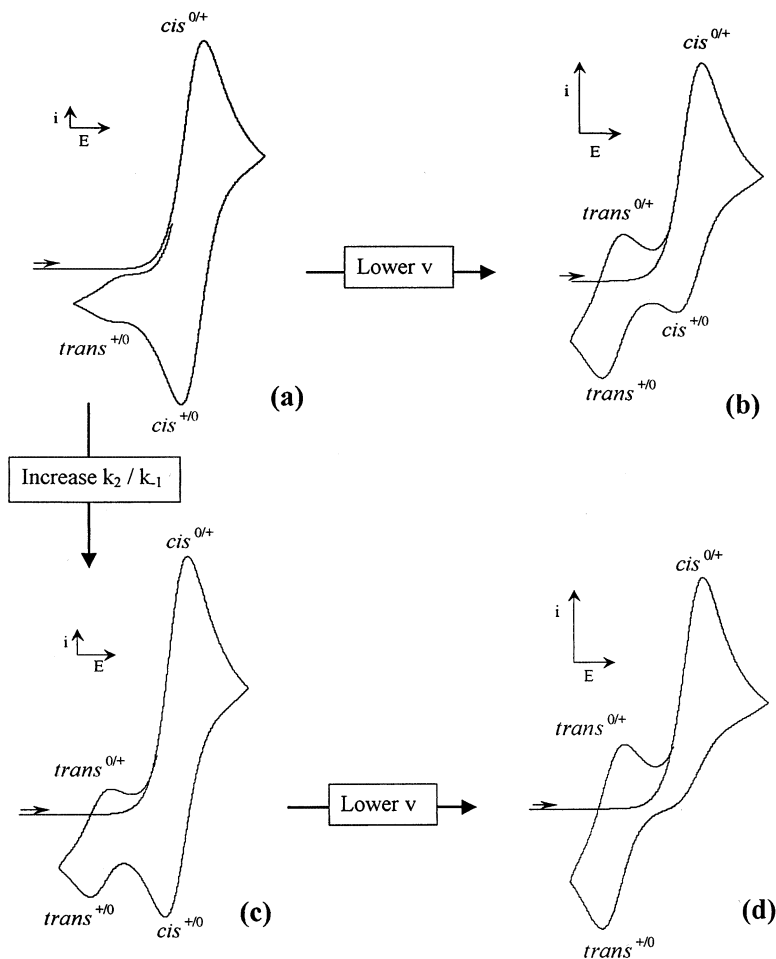 cis 0/+
i
E
trans +/0
cis +/0
(a)
Lower v
cis 0/+
i
E
trans 0/+
cis +/0
trans +/0
(b)
Increase k2 / k-1
cis 0/+
i
E
trans 0/+
trans +/0
cis +/0
(c)
Lower v
cis 0/+
i
E
trans 0/+
trans +/0
(d)